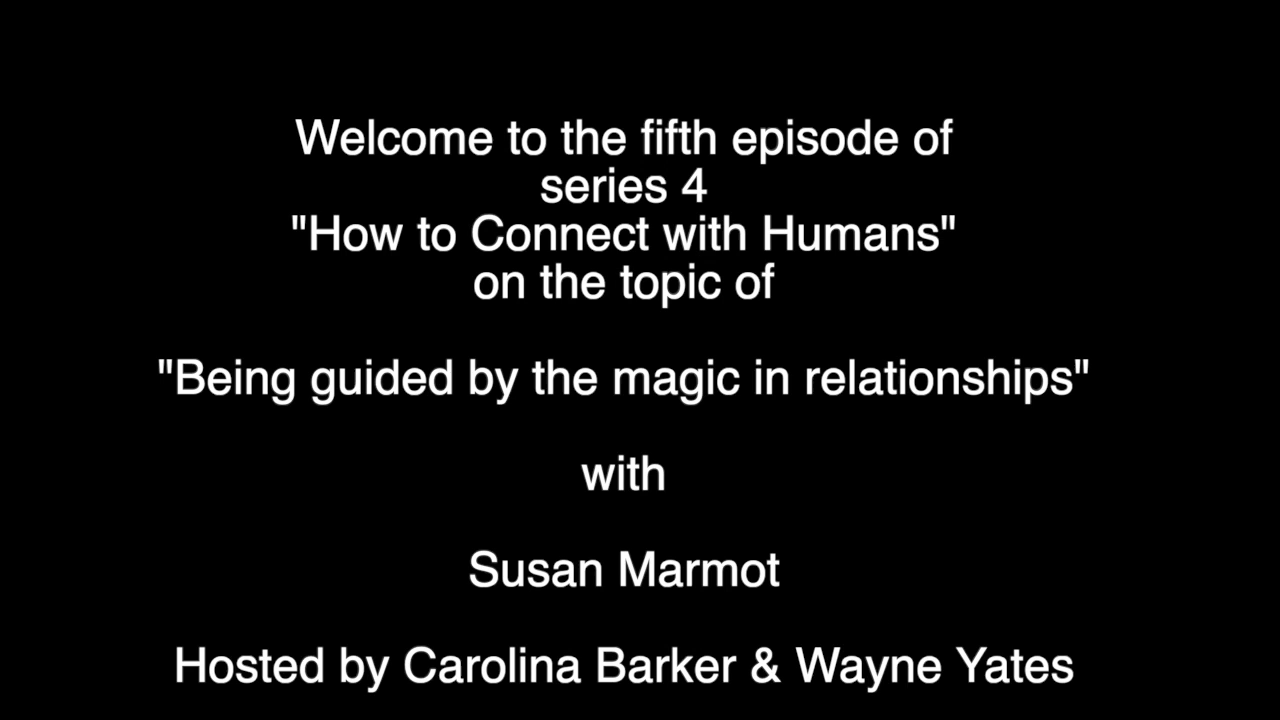 Welcome to the fifth episode of
series 4
"How to Connect with Humans"
on the topic of
"Being guided by the magic in relationships"
with
Susan Marmot
Hosted by Carolina Barker & Wayne Yates